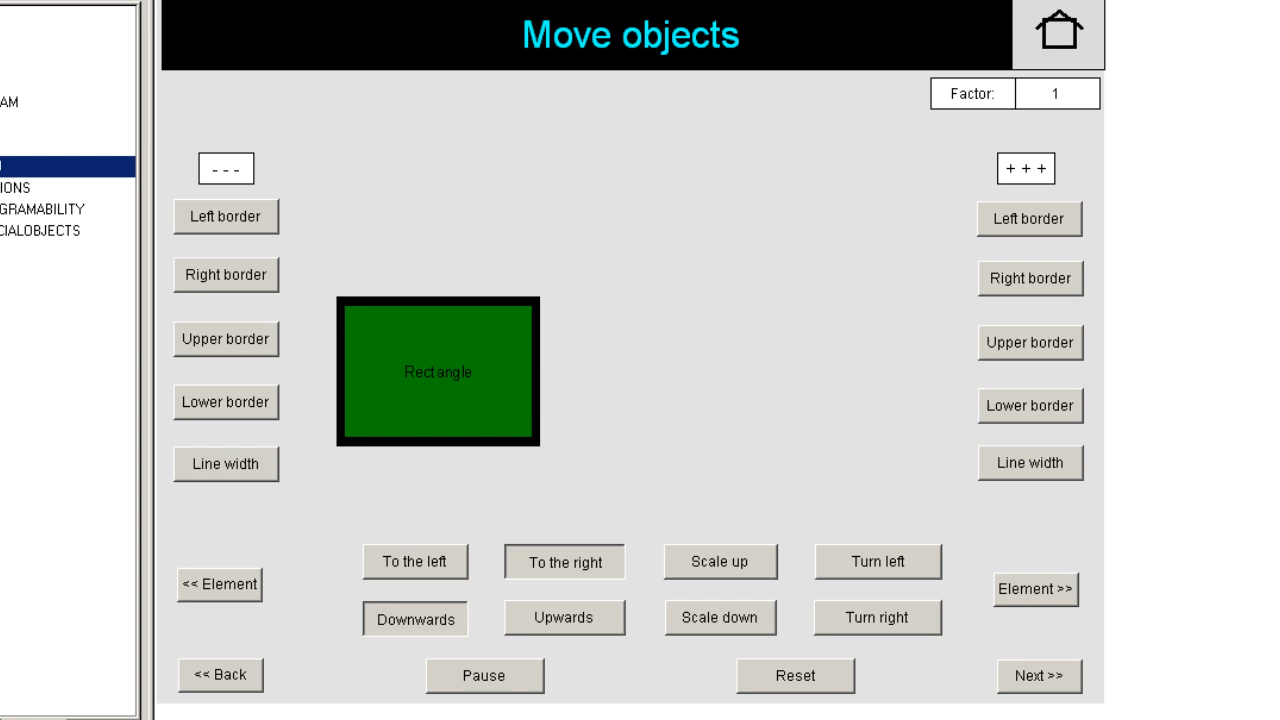 Move objects
Factor: 1
AM
- - -
+ + +
IONS
GRAMABILITY
CIALOBJECTS
Left border
Left border
Right border
Right border
Upper border
Upper border
Rectangle
Lower border
Lower border
Line width
Line width
To the left
To the right
Scale up
Turn left
<< Element
Element >>
Downwards
Upwards
Scale down
Turn right
<< Back
Pause
Reset
Next >>